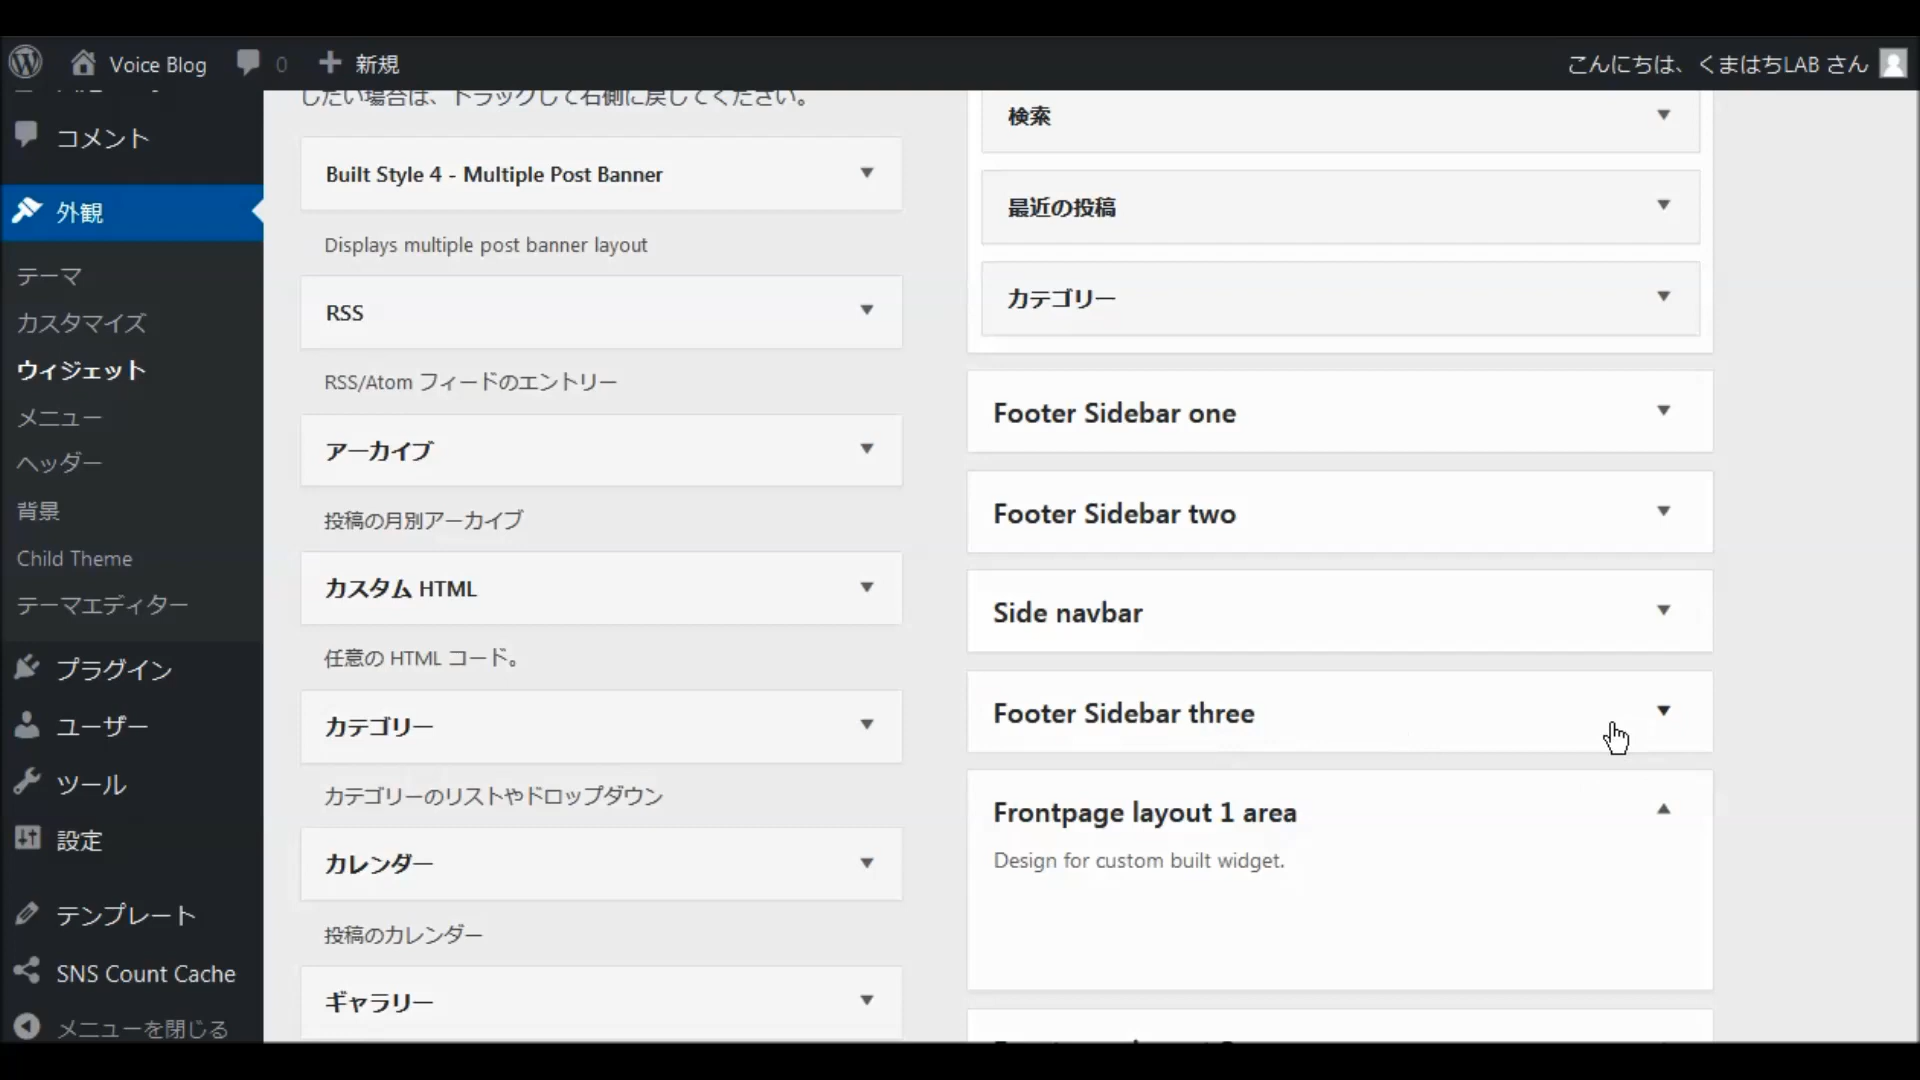 Voice Blog
0
新規
こんにちは、くまはちLAB さん
コメント
外観
テーマ
カスタマイズ
ウィジェット
メニュー
ヘッダー
背景
Child Theme
テーマエディター
プラグイン
ユーザー
ツール
設定
テンプレート
SNS Count Cache
メニューを閉じる
したい場合は、ドラッグして右側に戻してください。
Built Style 4 - Multiple Post Banner
Displays multiple post banner layout
RSS
RSS/Atom フィードのエントリー
アーカイブ
投稿の月別アーカイブ
カスタム HTML
任意の HTML コード。
カテゴリー
カテゴリーのリストやドロップダウン
カレンダー
投稿のカレンダー
ギャラリー
検索
最近の投稿
カテゴリー
Footer Sidebar one
Footer Sidebar two
Side navbar
Footer Sidebar three
Frontpage layout 1 area
Design for custom built widget.